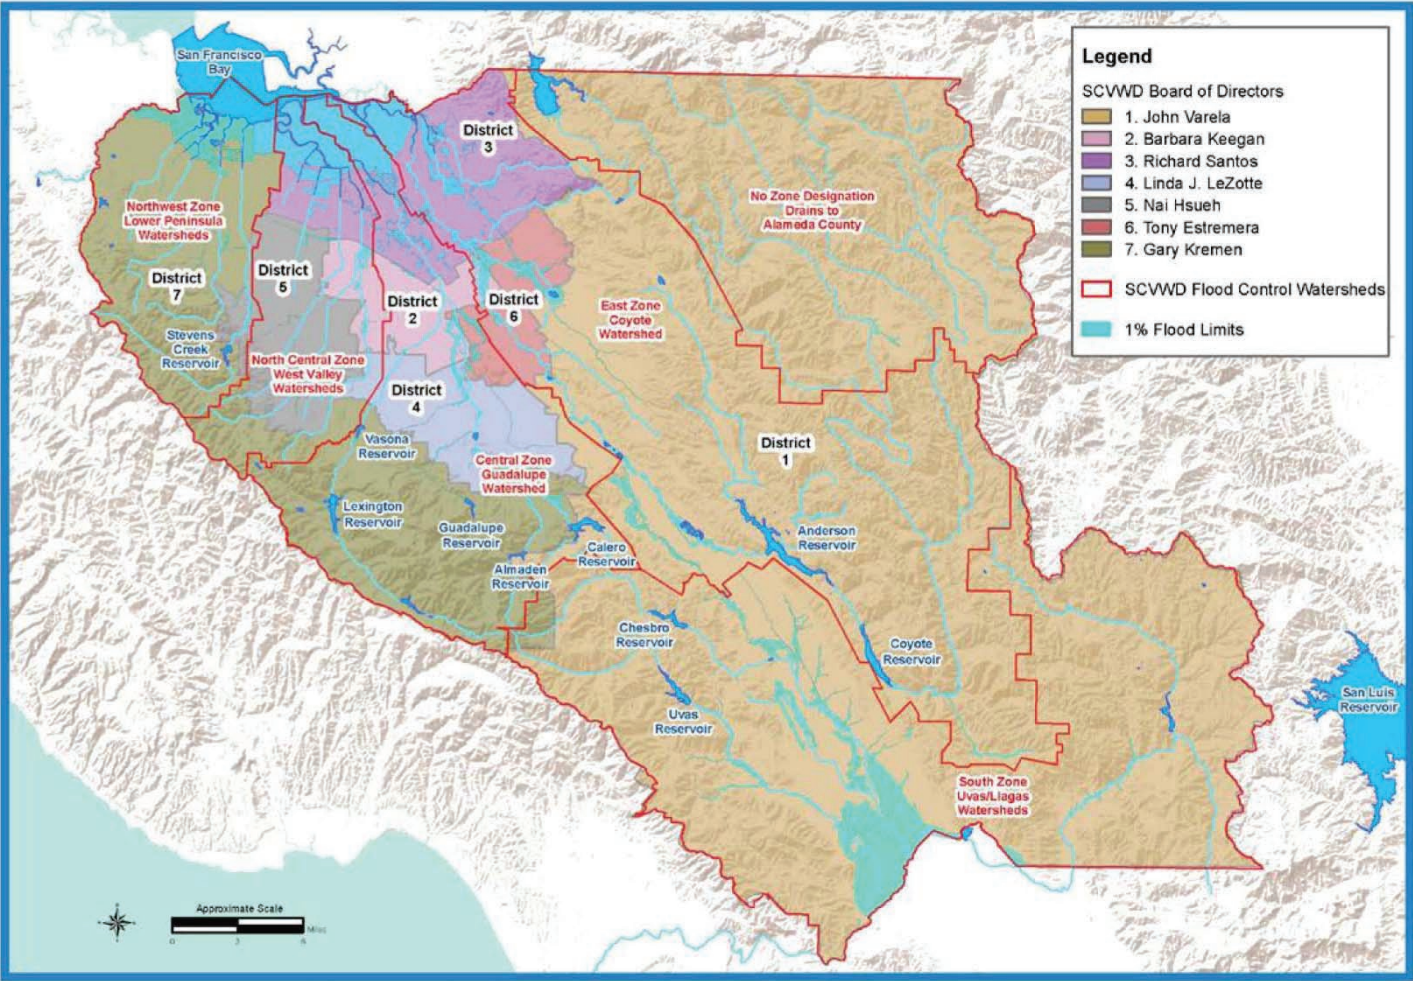 San Francisco
Bay
District
3
No Zone Designation
Drains to
Alameda County
Northwest Zone
Lower Peninsula
Watersheds
District
7
District
5
District
2
District
6
East Zone
Coyote
Watershed
Stevens
Creek
Reservoir
North Central Zone
West Valley
Watersheds
District
4
Vasona
Reservoir
Central Zone
Guadalupe
Watershed
District
1
Lexington
Reservoir
Guadalupe
Reservoir
Almaden
Reservoir
Calero
Reservoir
Anderson
Reservoir
Chesbro
Reservoir
Coyote
Reservoir
Uvas
Reservoir
San Luis
Reservoir
South Zone
Uvas/Llagas
Watersheds
Legend
SCVWD Board of Directors
1. John Varela
2. Barbara Keegan
3. Richard Santos
4. Linda J. LeZotte
5. Nai Hsueh
6. Tony Estremera
7. Gary Kremen
SCVWD Flood Control Watersheds
1% Flood Limits
Approximate Scale
Miles
0 3 6